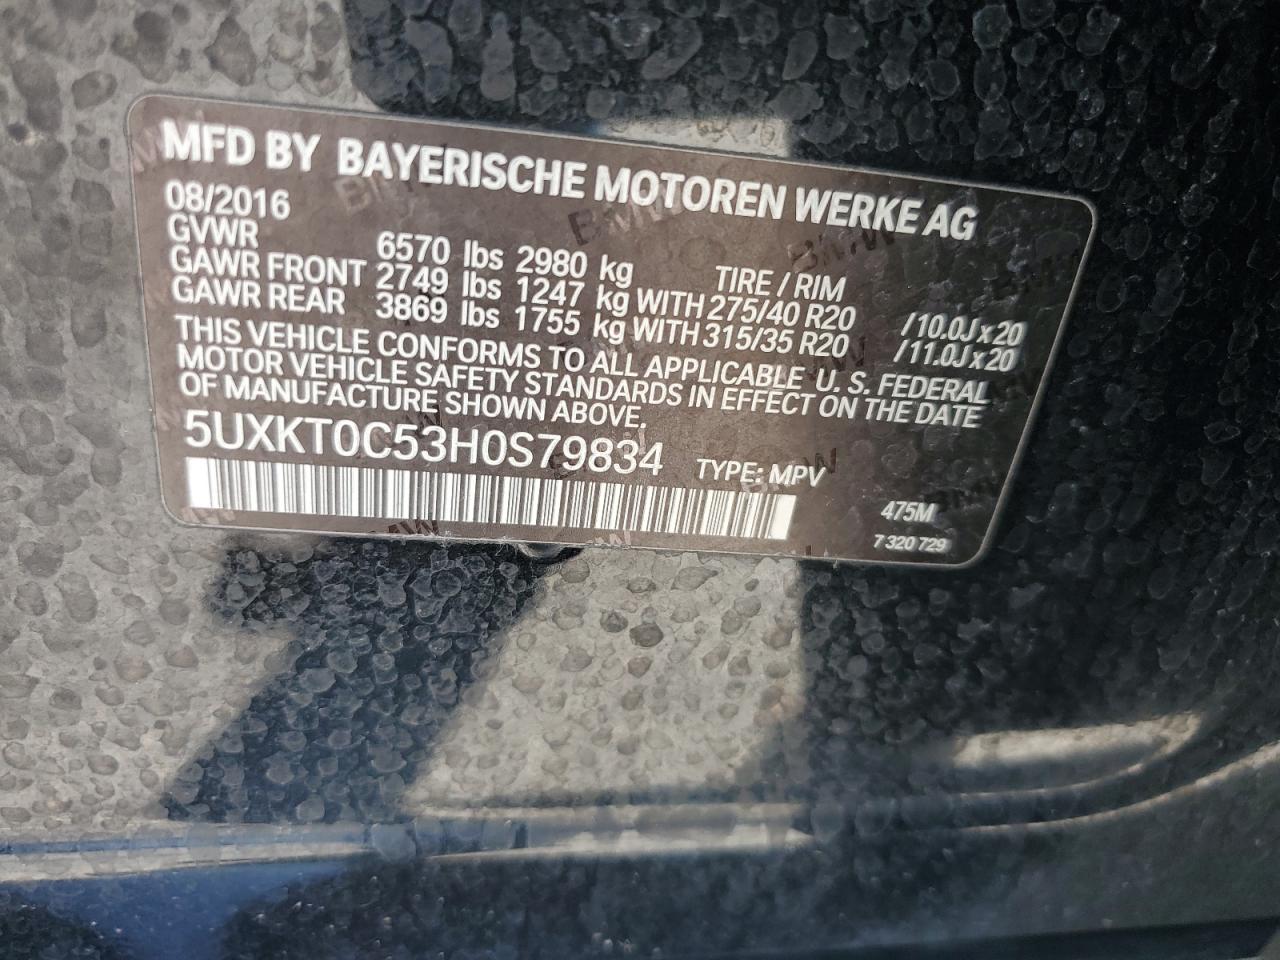 MFD BY BAYERISCHE MOTOREN WERKE AG
08/2016
GVWR 6570 lbs 2980 kg TIRE / RIM
GAWR FRONT 2749 lbs 1247 kg WITH 275/40 R20 /10.0J x 20
GAWR REAR 3869 lbs 1755 kg WITH 315/35 R20 /11.0J x 20
THIS VEHICLE CONFORMS TO ALL APPLICABLE U. S. FEDERAL
MOTOR VEHICLE SAFETY STANDARDS IN EFFECT ON THE DATE
OF MANUFACTURE SHOWN ABOVE.
5UXKT0C53H0S79834 TYPE: MPV
475M
7 320 729